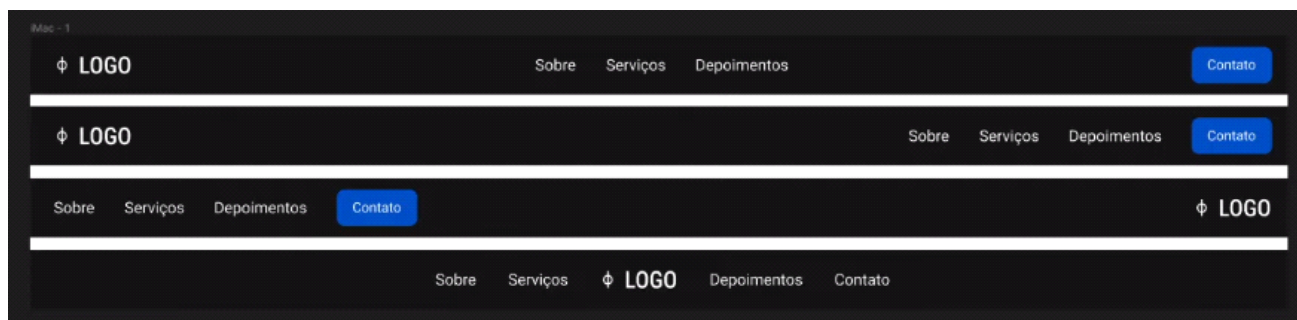 iMac - 1
ϕ LOGO Sobre Serviços Depoimentos Contato
ϕ LOGO Sobre Serviços Depoimentos Contato
Sobre Serviços Depoimentos Contato ϕ LOGO
Sobre Serviços ϕ LOGO Depoimentos Contato